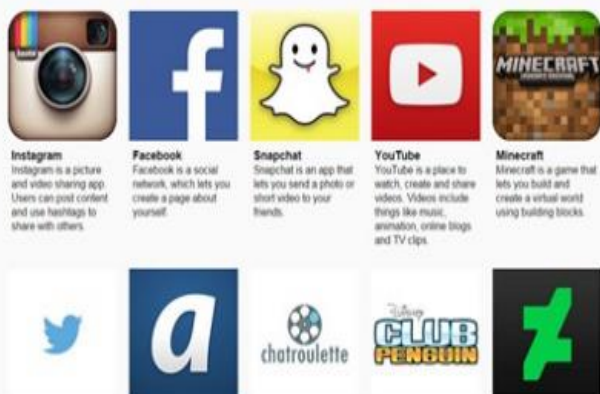 Insta
MINECRAFT
Instagram
Instagram is a picture
and video sharing app.
Users can post content
and use hashtags to
share with others.
Facebook
Facebook is a social
network, which lets you
create a page about
yourself.
Snapchat
Snapchat is an app that
lets you send a photo or
short video to your
friends.
YouTube
YouTube is a place to
watch, create and share
videos. Videos include
things like music,
animation, online blogs
and TV clips.
Minecraft
Minecraft is a game that
lets you build and
create a virtual world
using building blocks.
a
chatroulette
Disney
CLUB
PENGUIN